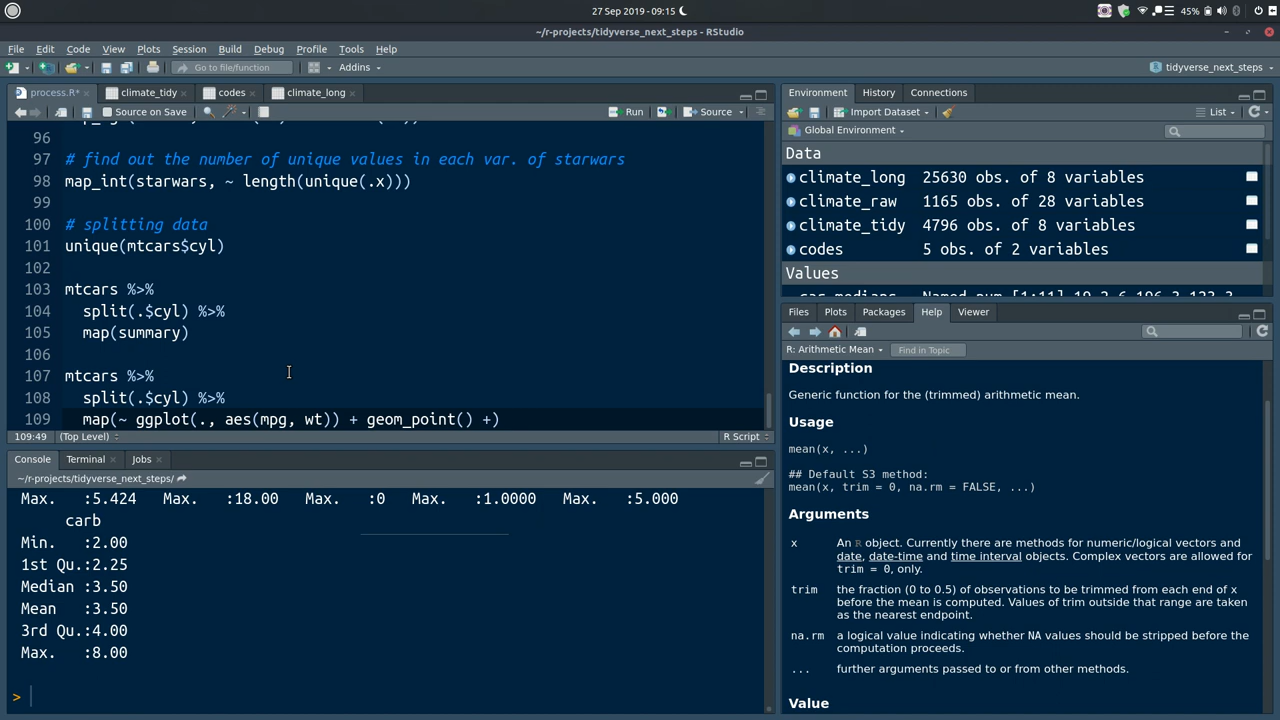 27 Sep 2019 - 09:15
45%
~/r-projects/tidyverse_next_steps - RStudio
File Edit Code View Plots Session Build Debug Profile Tools Help
Go to file/function Addins tidyverse_next_steps
process.R* climate_tidy codes climate_long
Source on Save Run Source
96
97 # find out the number of unique values in each var. of starwars
98 map_int(starwars, ~ length(unique(.x)))
99
100 # splitting data
101 unique(mtcars$cyl)
102
103 mtcars %>%
104 split(.$cyl) %>%
105 map(summary)
106
107 mtcars %>%
108 split(.$cyl) %>%
109 map(~ ggplot(., aes(mpg, wt)) + geom_point() +)
109:49 (Top Level) R Script
Console Terminal Jobs
~/r-projects/tidyverse_next_steps/
Max. :5.424 Max. :18.00 Max. :0 Max. :1.0000 Max. :5.000
carb
Min. :2.00
1st Qu.:2.25
Median :3.50
Mean :3.50
3rd Qu.:4.00
Max. :8.00
>
Environment History Connections
Import Dataset List
Global Environment
Data
climate_long 25630 obs. of 8 variables
climate_raw 1165 obs. of 28 variables
climate_tidy 4796 obs. of 8 variables
codes 5 obs. of 2 variables
Values
Files Plots Packages Help Viewer
R: Arithmetic Mean Find in Topic
Description
Generic function for the (trimmed) arithmetic mean.
Usage
mean(x, ...)
## Default S3 method:
mean(x, trim = 0, na.rm = FALSE, ...)
Arguments
x An R object. Currently there are methods for numeric/logical vectors and
date, date-time and time interval objects. Complex vectors are allowed for
trim = 0, only.
trim the fraction (0 to 0.5) of observations to be trimmed from each end of x
before the mean is computed. Values of trim outside that range are taken
as the nearest endpoint.
na.rm a logical value indicating whether NA values should be stripped before the
computation proceeds.
... further arguments passed to or from other methods.
Value